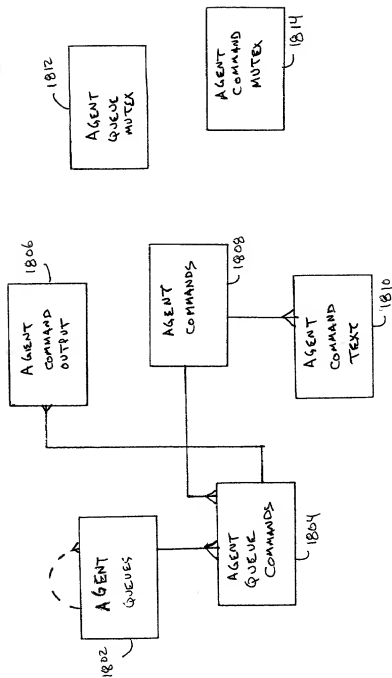 AGENT
QUEUES
1802
AGENT
QUEUE
COMMANDS
1804
AGENT
COMMAND
OUTPUT
1806
AGENT
COMMANDS
1808
AGENT
COMMAND
TEXT
1810
AGENT
QUEUE
MUTEX
1812
AGENT
COMMAND
MUTEX
1814